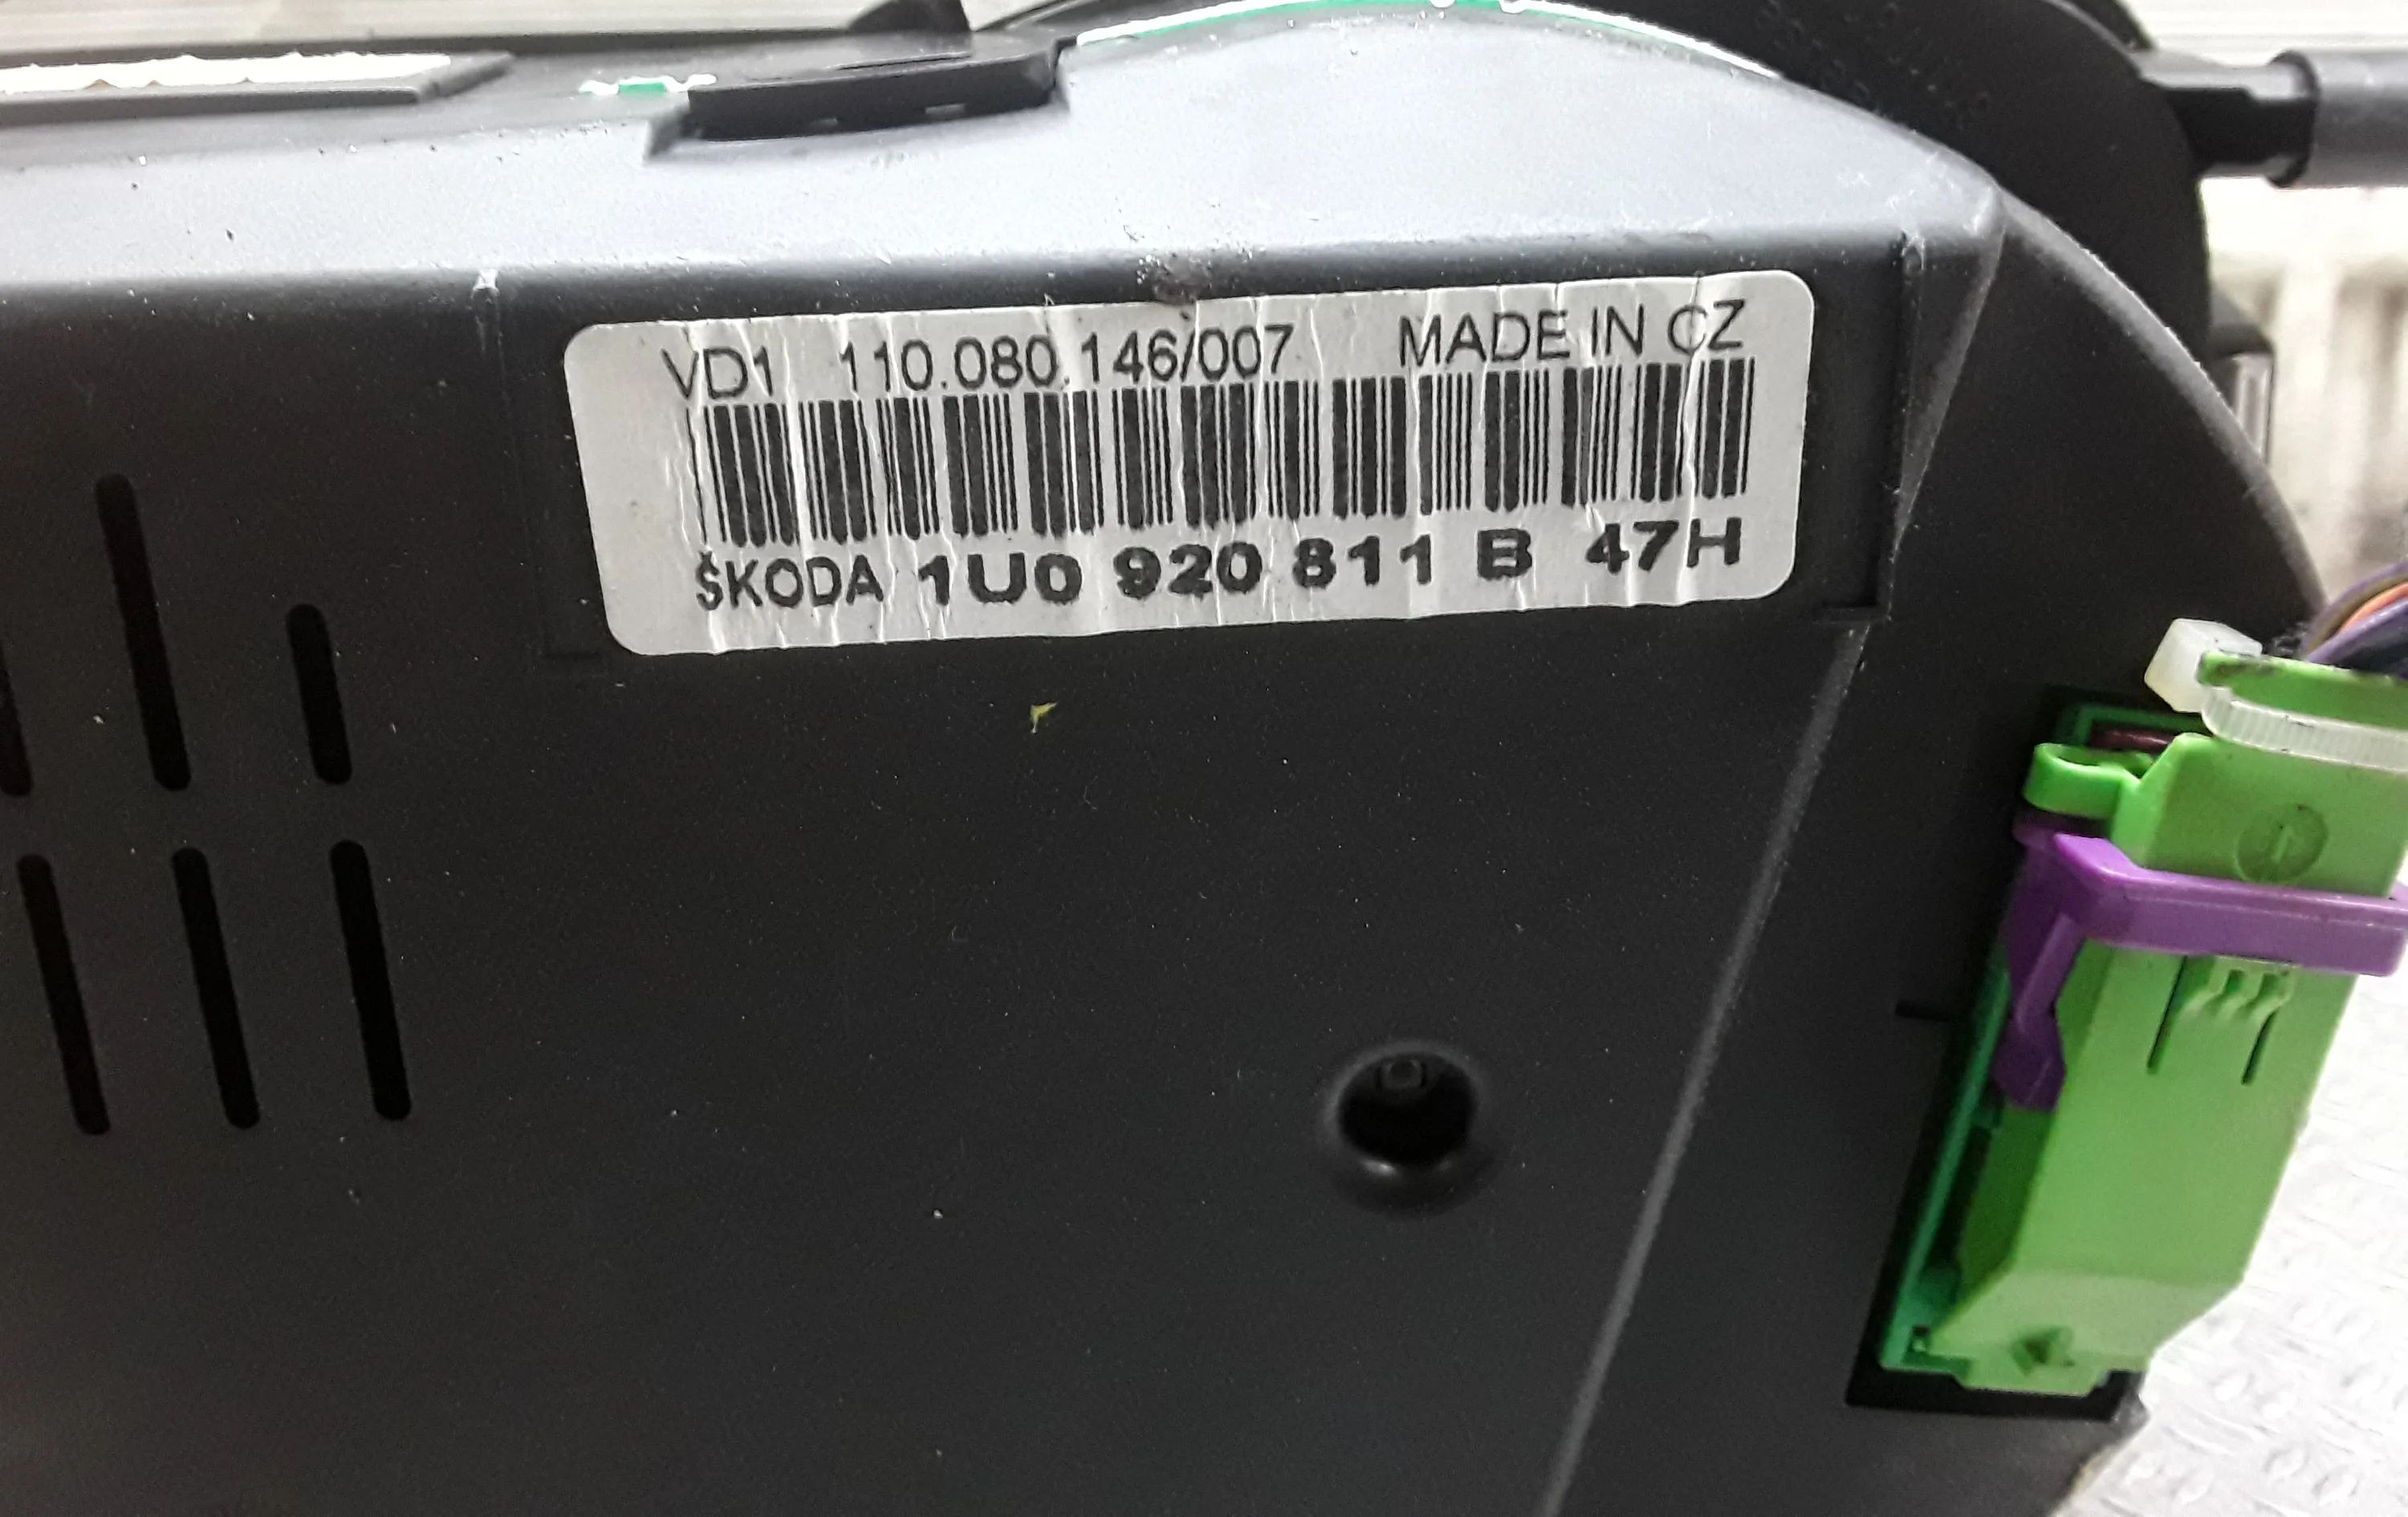 VD1 110.080.146/007 MADE IN CZ
ŠKODA 1U0 920 811 B 47H